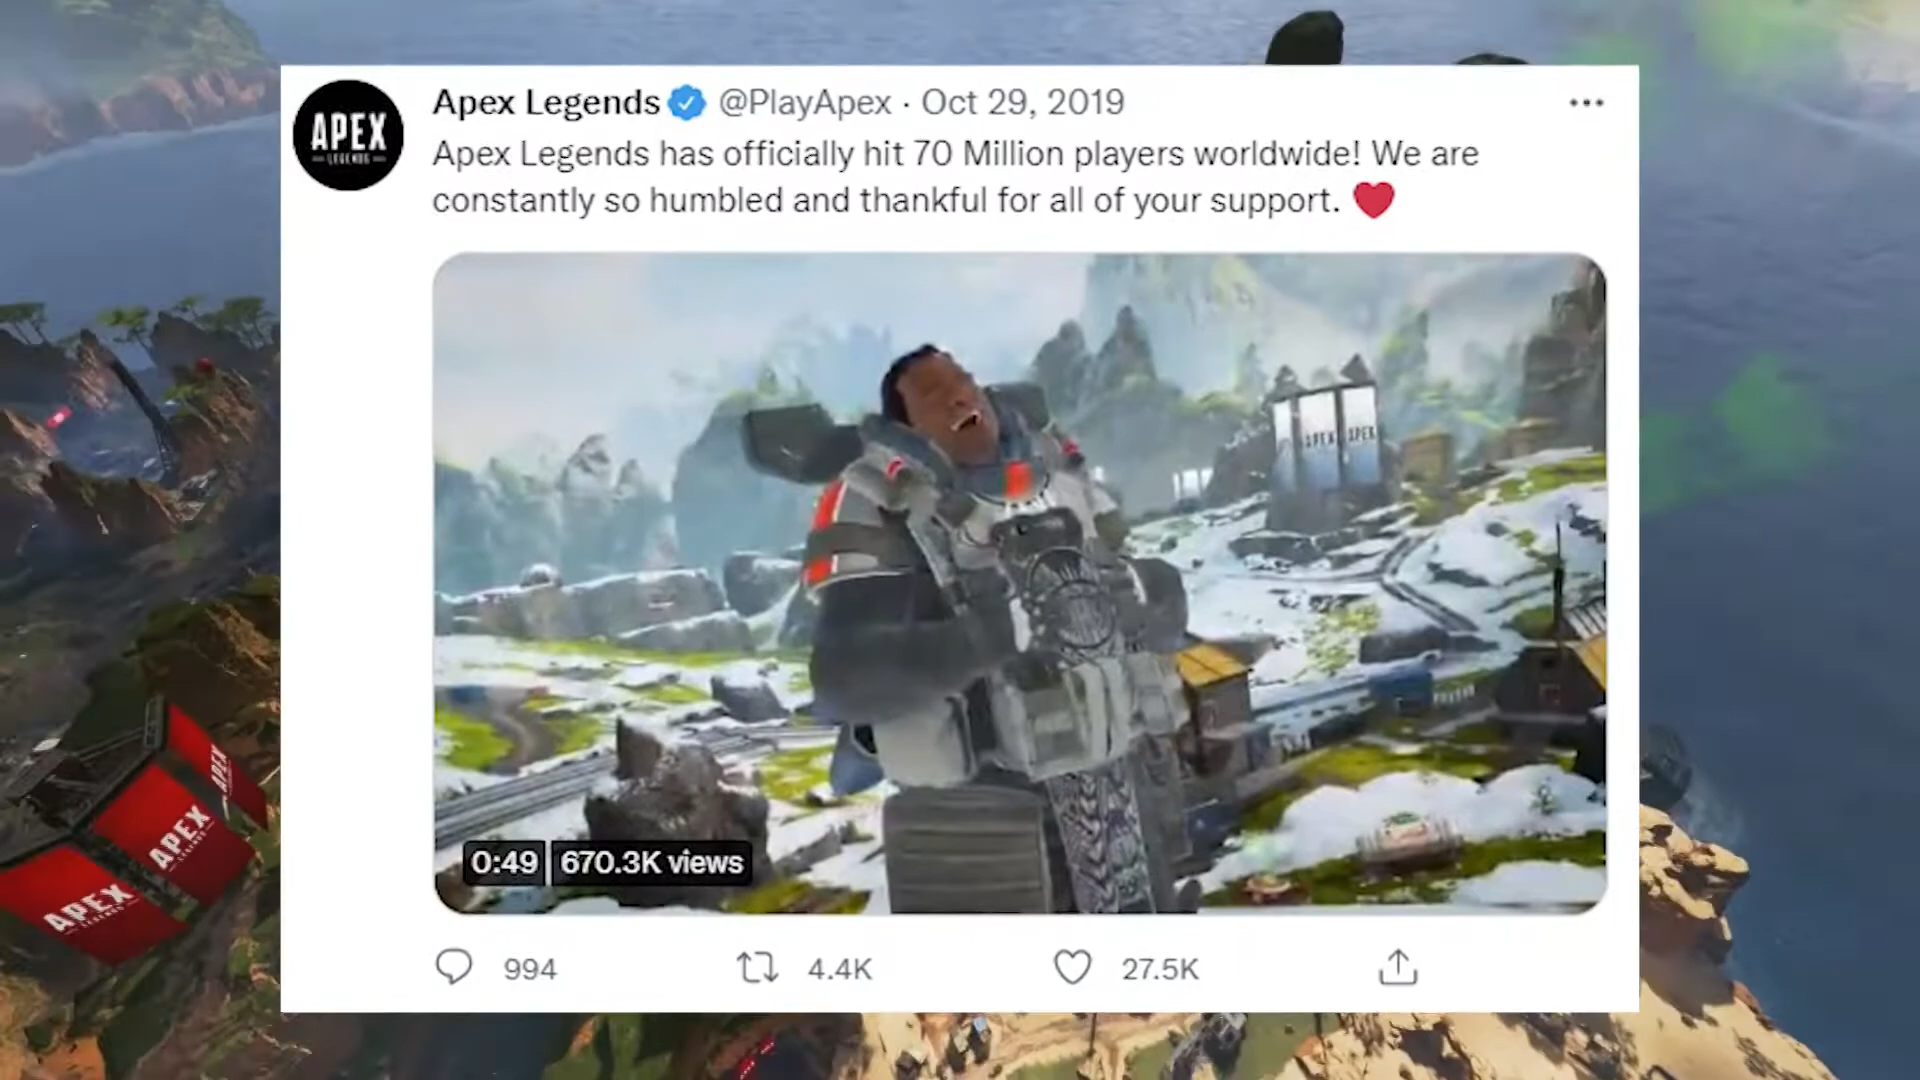 APEX
LEGENDS
Apex Legends @PlayApex · Oct 29, 2019
Apex Legends has officially hit 70 Million players worldwide! We are
constantly so humbled and thankful for all of your support. ❤️
APEX APEX
0:49 670.3K views
994 4.4K 27.5K
APEX
LEGENDS
APEX
LEGENDS
APEX